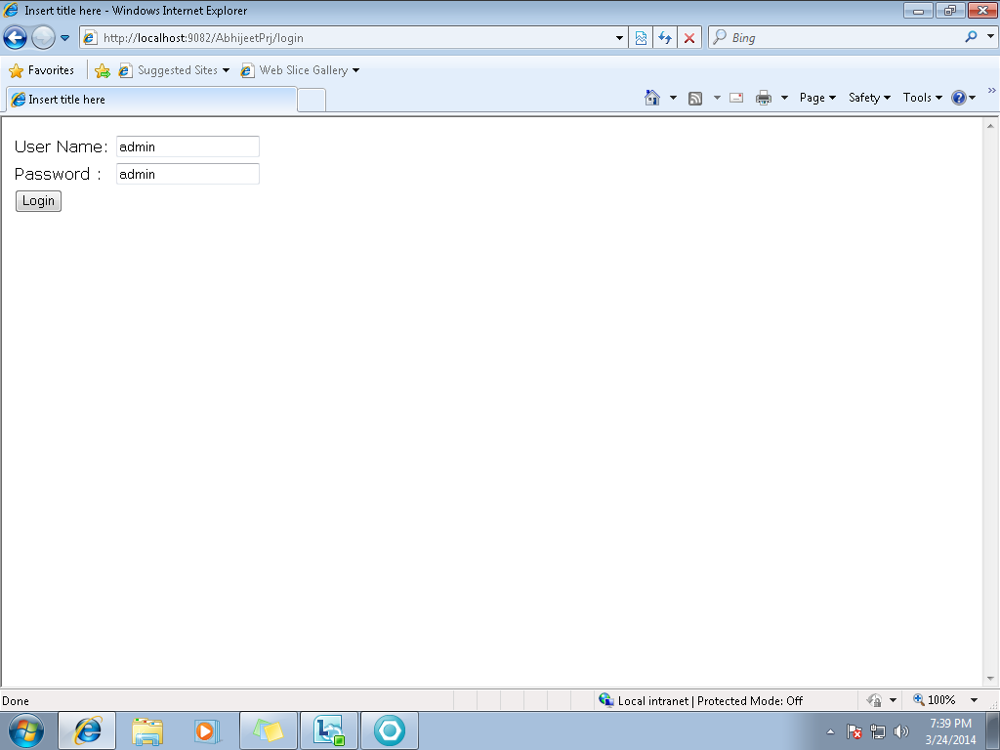 Insert title here - Windows Internet Explorer
http://localhost:9082/AbhijeetPrj/login
Bing
Favorites
Suggested Sites
Web Slice Gallery
Insert title here
Page
Safety
Tools
»
User Name:
admin
Password :
admin
Login
Done
Local intranet | Protected Mode: Off
100%
7:39 PM
3/24/2014